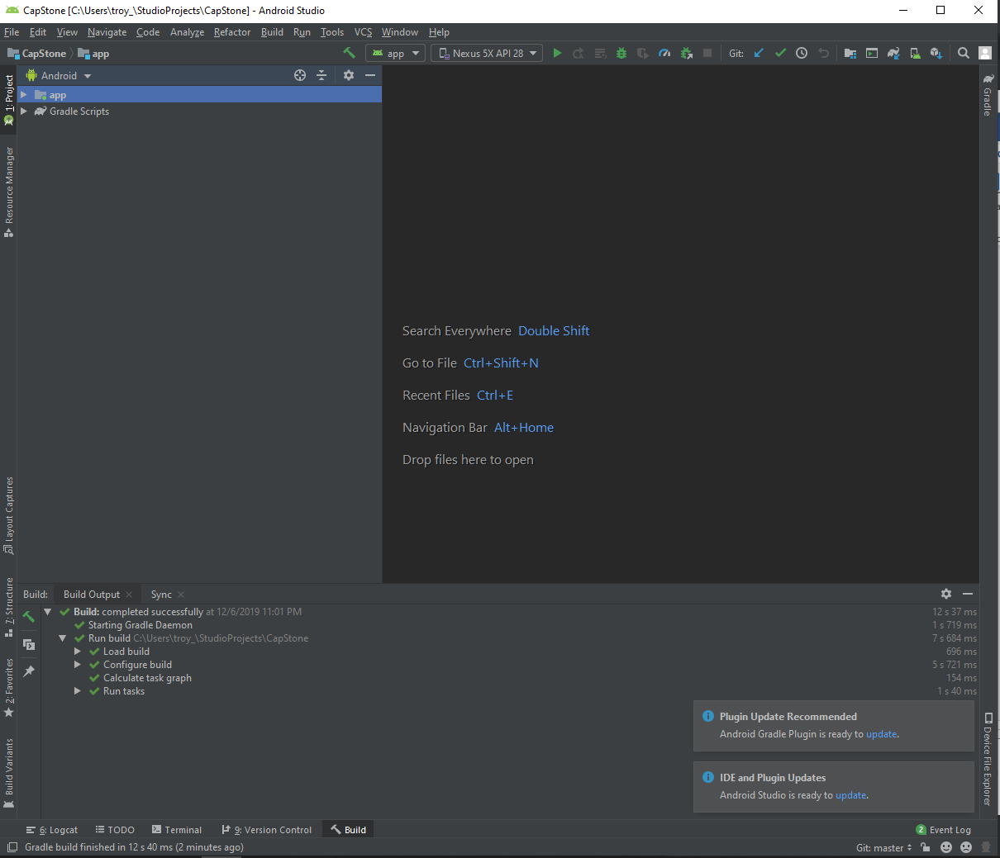 CapStone [C:\Users\troy_\StudioProjects\CapStone] - Android Studio
File Edit View Navigate Code Analyze Refactor Build Run Tools VCS Window Help
CapStone app
app
Nexus 5X API 28
Git:
Android
app
Gradle Scripts
1: Project
Resource Manager
Layout Captures
7: Structure
2: Favorites
Build Variants
Gradle
Device File Explorer
Search Everywhere Double Shift
Go to File Ctrl+Shift+N
Recent Files Ctrl+E
Navigation Bar Alt+Home
Drop files here to open
Build: Build Output Sync
Build: completed successfully at 12/6/2019 11:01 PM 12 s 37 ms
Starting Gradle Daemon 1 s 719 ms
Run build C:\Users\troy_\StudioProjects\CapStone 7 s 684 ms
Load build 696 ms
Configure build 5 s 721 ms
Calculate task graph 154 ms
Run tasks 1 s 40 ms
Plugin Update Recommended
Android Gradle Plugin is ready to update.
IDE and Plugin Updates
Android Studio is ready to update.
6: Logcat TODO Terminal 9: Version Control Build 2 Event Log
Gradle build finished in 12 s 40 ms (2 minutes ago) Git: master